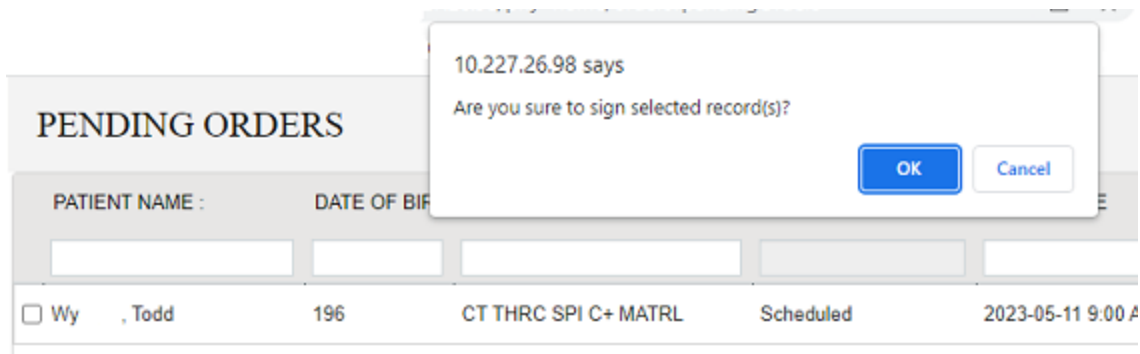 10.227.26.98 says
Are you sure to sign selected record(s)?
OK Cancel
PENDING ORDERS
PATIENT NAME : DATE OF BIR E
Wy , Todd 196 CT THRC SPI C+ MATRL Scheduled 2023-05-11 9:00 A